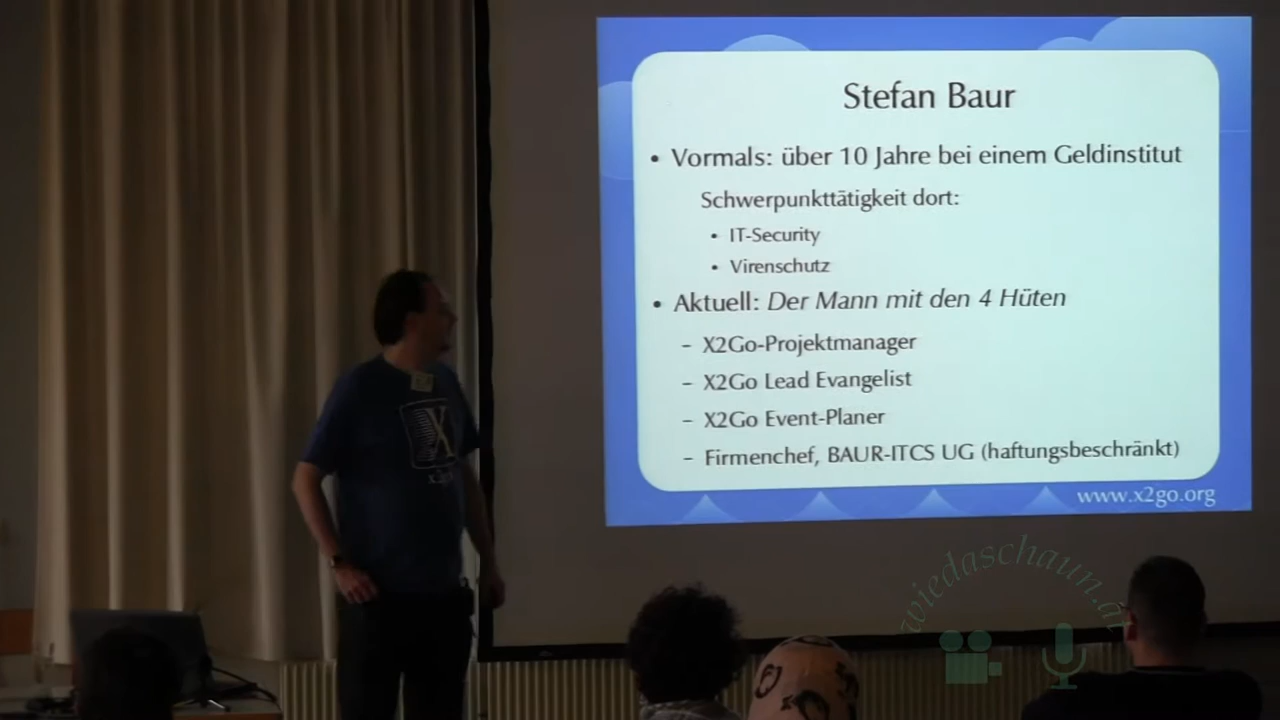 Stefan Baur
• Vormals: über 10 Jahre bei einem Geldinstitut
Schwerpunkttätigkeit dort:
• IT-Security
• Virenschutz
• Aktuell: Der Mann mit den 4 Hüten
– X2Go-Projektmanager
– X2Go Lead Evangelist
– X2Go Event-Planer
– Firmenchef, BAUR-ITCS UG (haftungsbeschränkt)
www.x2go.org
wiedaschaun.at
X